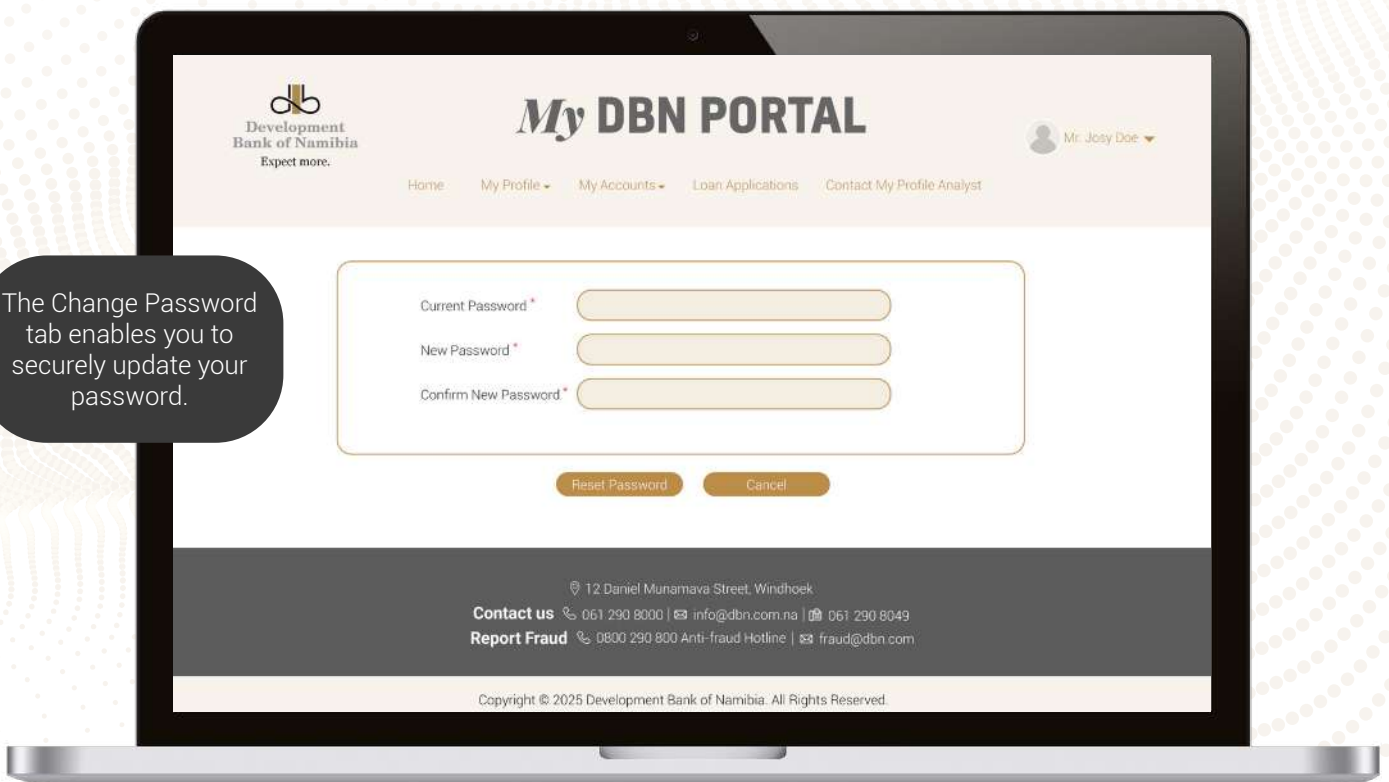 Development
Bank of Namibia
Expect more.
My DBN PORTAL
Mr. Josy Doe
Home My Profile My Accounts Loan Applications Contact My Profile Analyst
The Change Password
tab enables you to
securely update your
password.
Current Password *
New Password *
Confirm New Password *
Reset Password Cancel
12 Daniel Munamava Street, Windhoek
Contact us 061 290 8000 | info@dbn.com.na | 061 290 8049
Report Fraud 0800 290 800 Anti-fraud Hotline | fraud@dbn.com
Copyright © 2025 Development Bank of Namibia. All Rights Reserved.